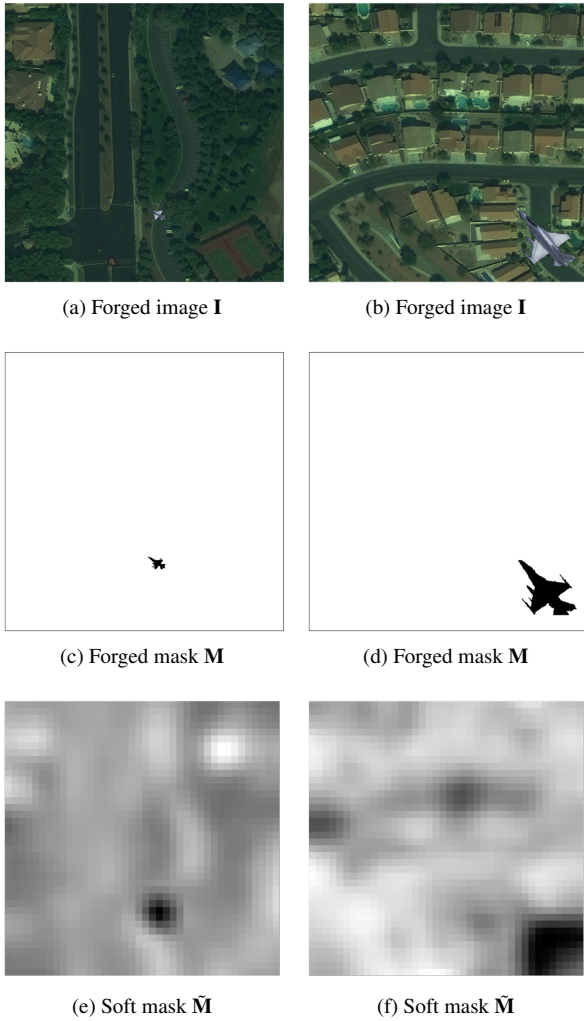 (a) Forged image I
(b) Forged image I
(c) Forged mask M
(d) Forged mask M
(e) Soft mask M̃
(f) Soft mask M̃